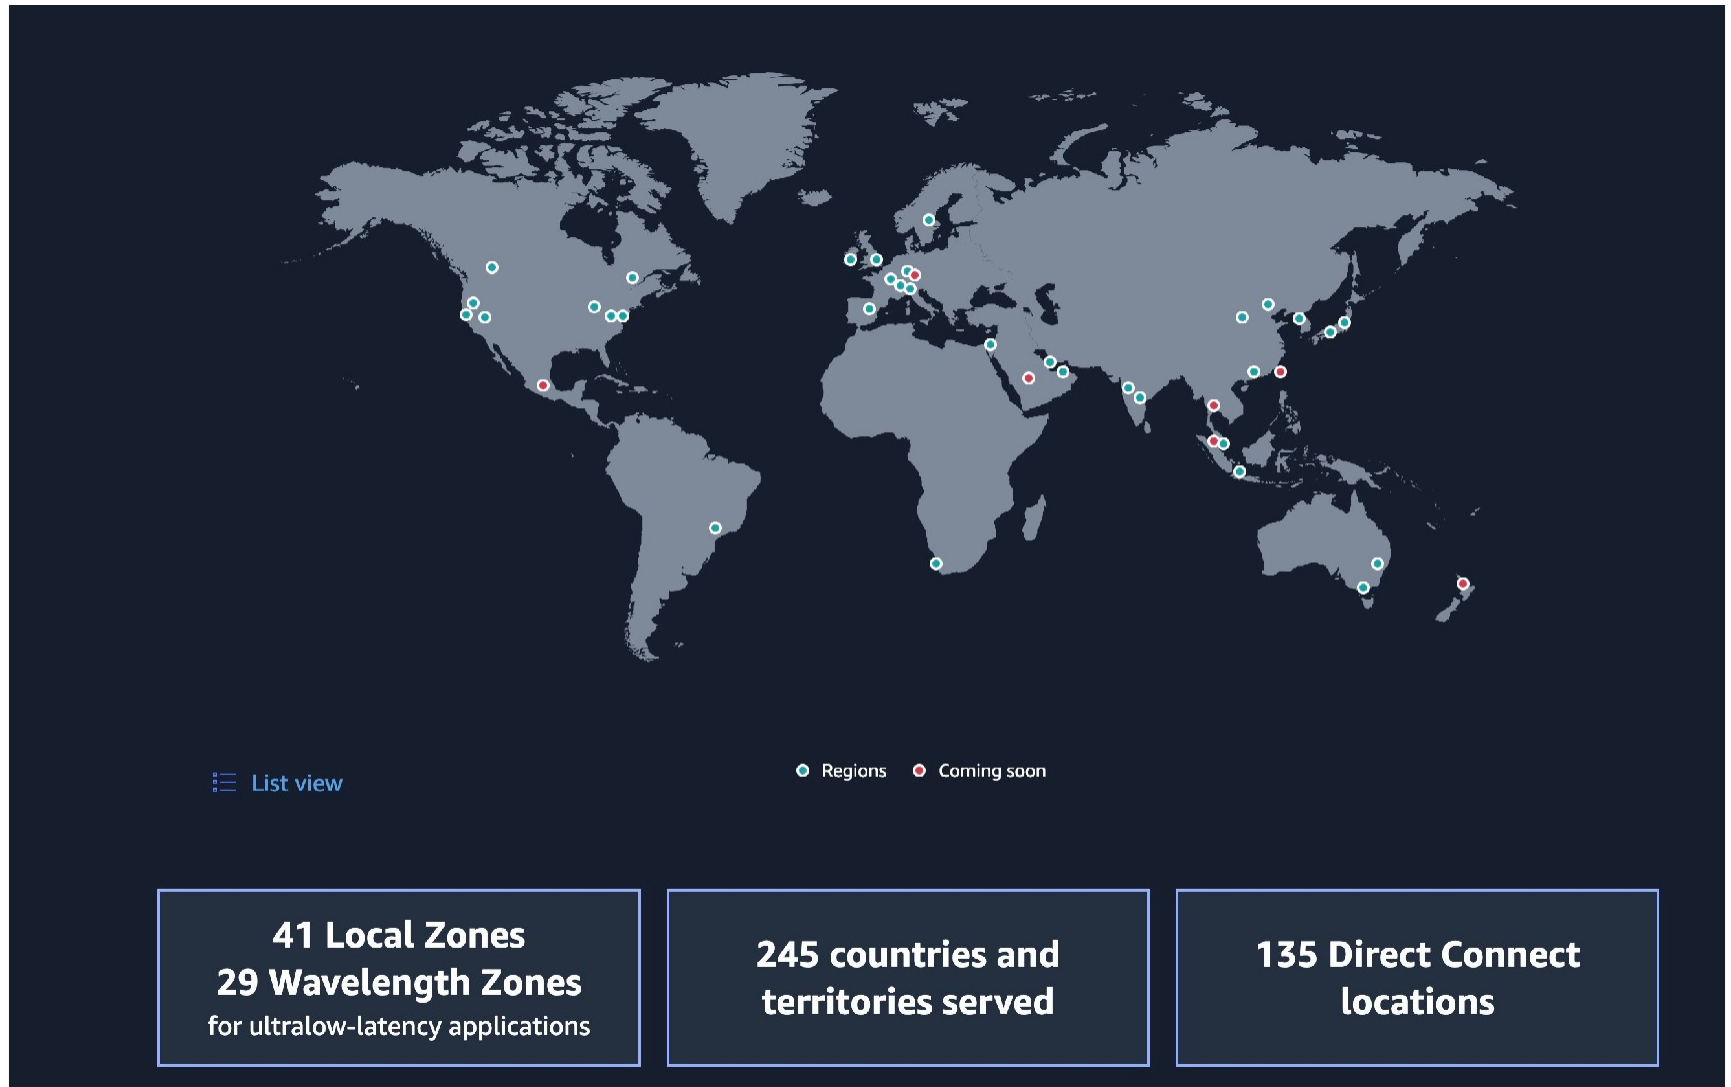 List view
Regions
Coming soon
41 Local Zones
29 Wavelength Zones
for ultralow-latency applications
245 countries and
territories served
135 Direct Connect
locations